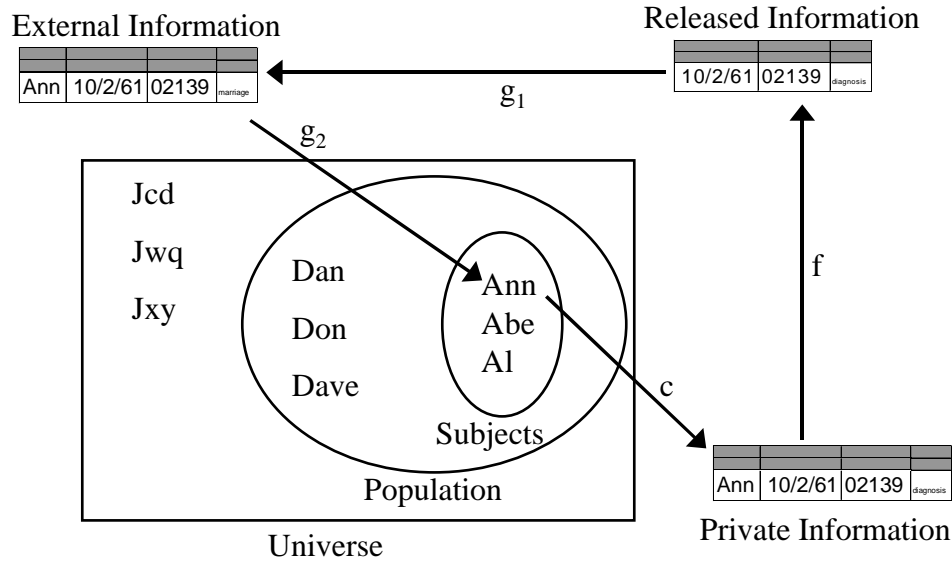 External Information
Released Information
Ann 10/2/61 02139 marriage
10/2/61 02139 diagnosis
g1
g2
Jcd
Jwq
Jxy
Dan
Don
Dave
Ann
Abe
Al
f
c
Subjects
Population
Universe
Ann 10/2/61 02139 diagnosis
Private Information